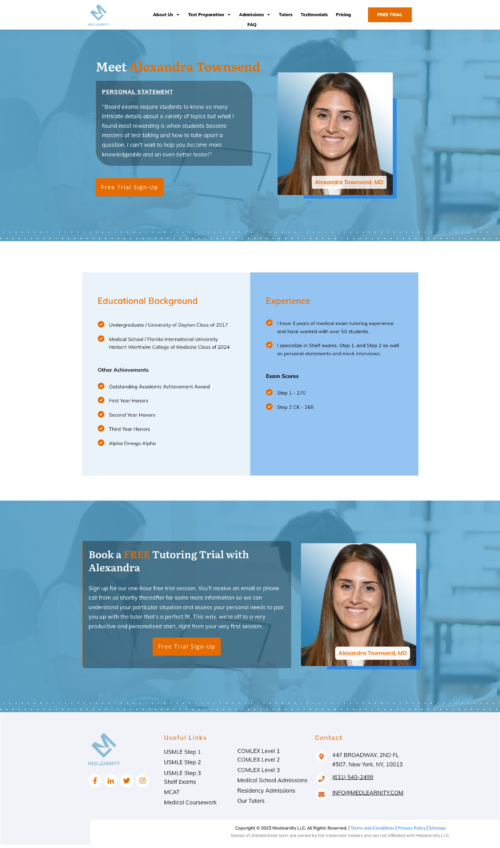 MEDLEARNITY
About Us
Test Preparation
Admissions
Tutors
Testimonials
Pricing
FAQ
FREE TRIAL
Meet Alexandra Townsend
PERSONAL STATEMENT
"Board exams require students to know so many
intricate details about a variety of topics but what I
found most rewarding is when students become
masters at test taking and how to take apart a
question. I can't wait to help you become more
knowledgeable and an even better tester!"
Free Trial Sign-Up
Alexandra Townsend, MD
Educational Background
Undergraduate / University of Dayton Class of 2017
Medical School / Florida International University
Herbert Wertheim College of Medicine Class of 2024
Other Achievements
Outstanding Academic Achievement Award
First Year Honors
Second Year Honors
Third Year Honors
Alpha Omega Alpha
Experience
I have 3 years of medical exam tutoring experience
and have worked with over 50 students.
I specialize in Shelf exams, Step 1, and Step 2 as well
as personal statements and mock interviews.
Exam Scores
Step 1 - 270
Step 2 CK - 268
Book a FREE Tutoring Trial with
Alexandra
Sign up for our one-hour free trial session. You'll receive an email or phone
call from us shortly thereafter for some more information so we can
understand your particular situation and assess your personal needs to pair
you up with the tutor that's a perfect fit. This way, we're off to a very
productive and personalized start, right from your very first session.
Free Trial Sign-Up
Alexandra Townsend, MD
MEDLEARNITY
Useful Links
USMLE Step 1
USMLE Step 2
USMLE Step 3
Shelf Exams
MCAT
Medical Coursework
COMLEX Level 1
COMLEX Level 2
COMLEX Level 3
Medical School Admissions
Residency Admissions
Our Tutors
Contact
447 BROADWAY, 2ND FL
#507, New York, NY, 10013
(631) 540-2499
INFO@MEDLEARNITY.COM
Copyright © 2023 Medlearnity LLC. All Rights Reserved. | Terms and Conditions | Privacy Policy | Sitemap
Names of standardized tests are owned by the trademark holders and are not affiliated with Medlearnity LLC.